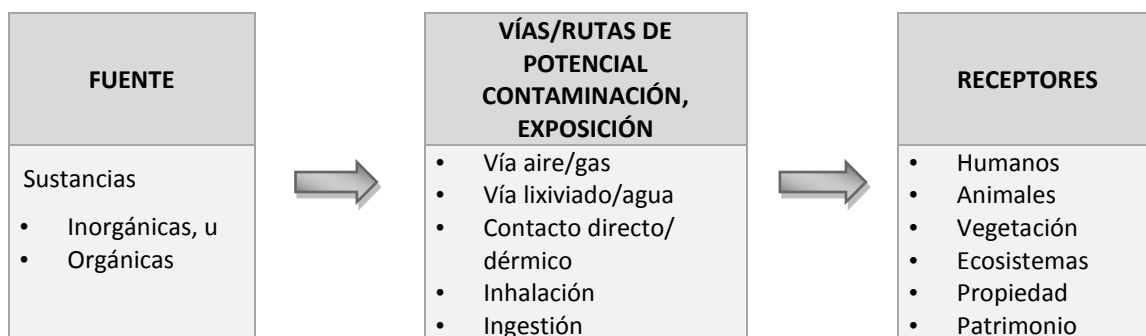 FUENTE
Sustancias
• Inorgánicas, u
• Orgánicas
VÍAS/RUTAS DE
POTENCIAL
CONTAMINACIÓN,
EXPOSICIÓN
• Vía aire/gas
• Vía lixiviado/agua
• Contacto directo/
dérmico
• Inhalación
• Ingestión
RECEPTORES
• Humanos
• Animales
• Vegetación
• Ecosistemas
• Propiedad
• Patrimonio